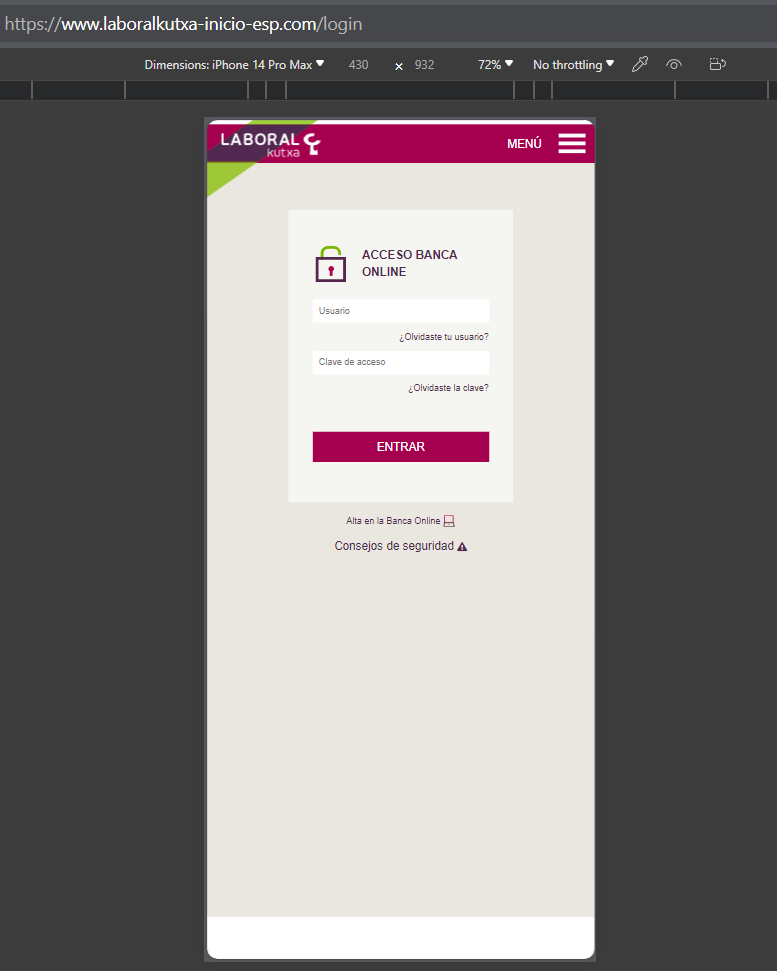 https://www.laboralkutxa-inicio-esp.com/login
Dimensions: iPhone 14 Pro Max 430 × 932 72% No throttling
LABORAL
kutxa
MENÚ
ACCESO BANCA
ONLINE
Usuario
¿Olvidaste tu usuario?
Clave de acceso
¿Olvidaste la clave?
ENTRAR
Alta en la Banca Online
Consejos de seguridad